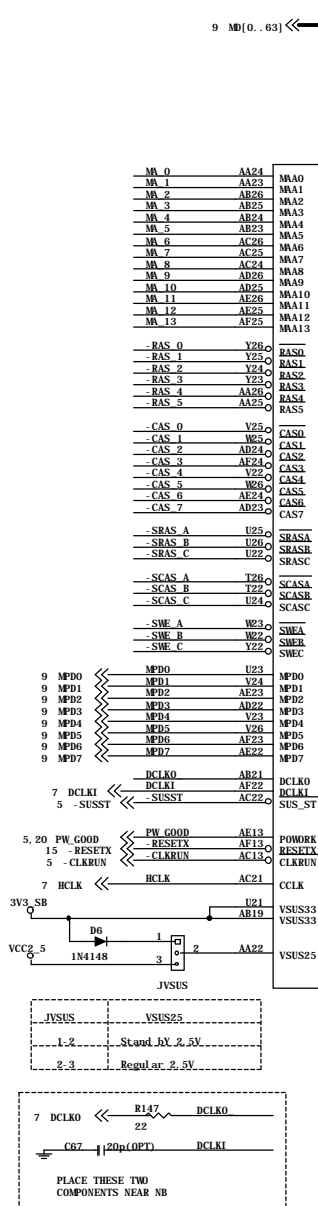 9 MD[0..63]
MA_0 AA24 MAA0
MA_1 AA23 MAA1
MA_2 AB26 MAA2
MA_3 AB25 MAA3
MA_4 AB24 MAA4
MA_5 AB23 MAA5
MA_6 AC26 MAA6
MA_7 AC25 MAA7
MA_8 AC24 MAA8
MA_9 AD26 MAA9
MA_10 AD25 MAA10
MA_11 AE26 MAA11
MA_12 AE25 MAA12
MA_13 AF25 MAA13
-RAS_0 Y26 RAS0
-RAS_1 Y25 RAS1
-RAS_2 Y24 RAS2
-RAS_3 Y23 RAS3
-RAS_4 AA26 RAS4
-RAS_5 AA25 RAS5
-CAS_0 V25 CAS0
-CAS_1 W25 CAS1
-CAS_2 AD24 CAS2
-CAS_3 AF24 CAS3
-CAS_4 V22 CAS4
-CAS_5 W26 CAS5
-CAS_6 AE24 CAS6
-CAS_7 AD23 CAS7
-SRAS_A U25 SRASA
-SRAS_B U26 SRASB
-SRAS_C U22 SRASC
-SCAS_A T26 SCASA
-SCAS_B T22 SCASB
-SCAS_C U24 SCASC
-SWE_A W23 SWEA
-SWE_B W22 SWEB
-SWE_C Y22 SWEC
9 MPD0 MPD0 U23 MPD0
9 MPD1 MPD1 V24 MPD1
9 MPD2 MPD2 AE23 MPD2
9 MPD3 MPD3 AD22 MPD3
9 MPD4 MPD4 V23 MPD4
9 MPD5 MPD5 V26 MPD5
9 MPD6 MPD6 AF23 MPD6
9 MPD7 MPD7 AE22 MPD7
DCLKO_ AB21 DCLKO
7 DCLKI DCLKI AF22 DCLKI
5 -SUSST -SUSST AC22 SUS_ST
5,20 PW_GOOD PW_GOOD AE13 POWORK
15 -RESETX -RESETX AF13 RESETX
5 -CLKRUN -CLKRUN AC13 CLKRUN
7 HCLK HCLK AC21 CCLK
3V3_SB U21 VSUS33
AB19 VSUS33
D6 1
VCC2_5 1N4148 2 AA22 VSUS25
3
JVSUS
JVSUS VSUS25
1-2 Stand bY 2.5V
2-3 Regular 2.5V
7 DCLKO R147 DCLKO_
22
C67 20p(OPT) DCLKI
PLACE THESE TWO
COMPONENTS NEAR NB